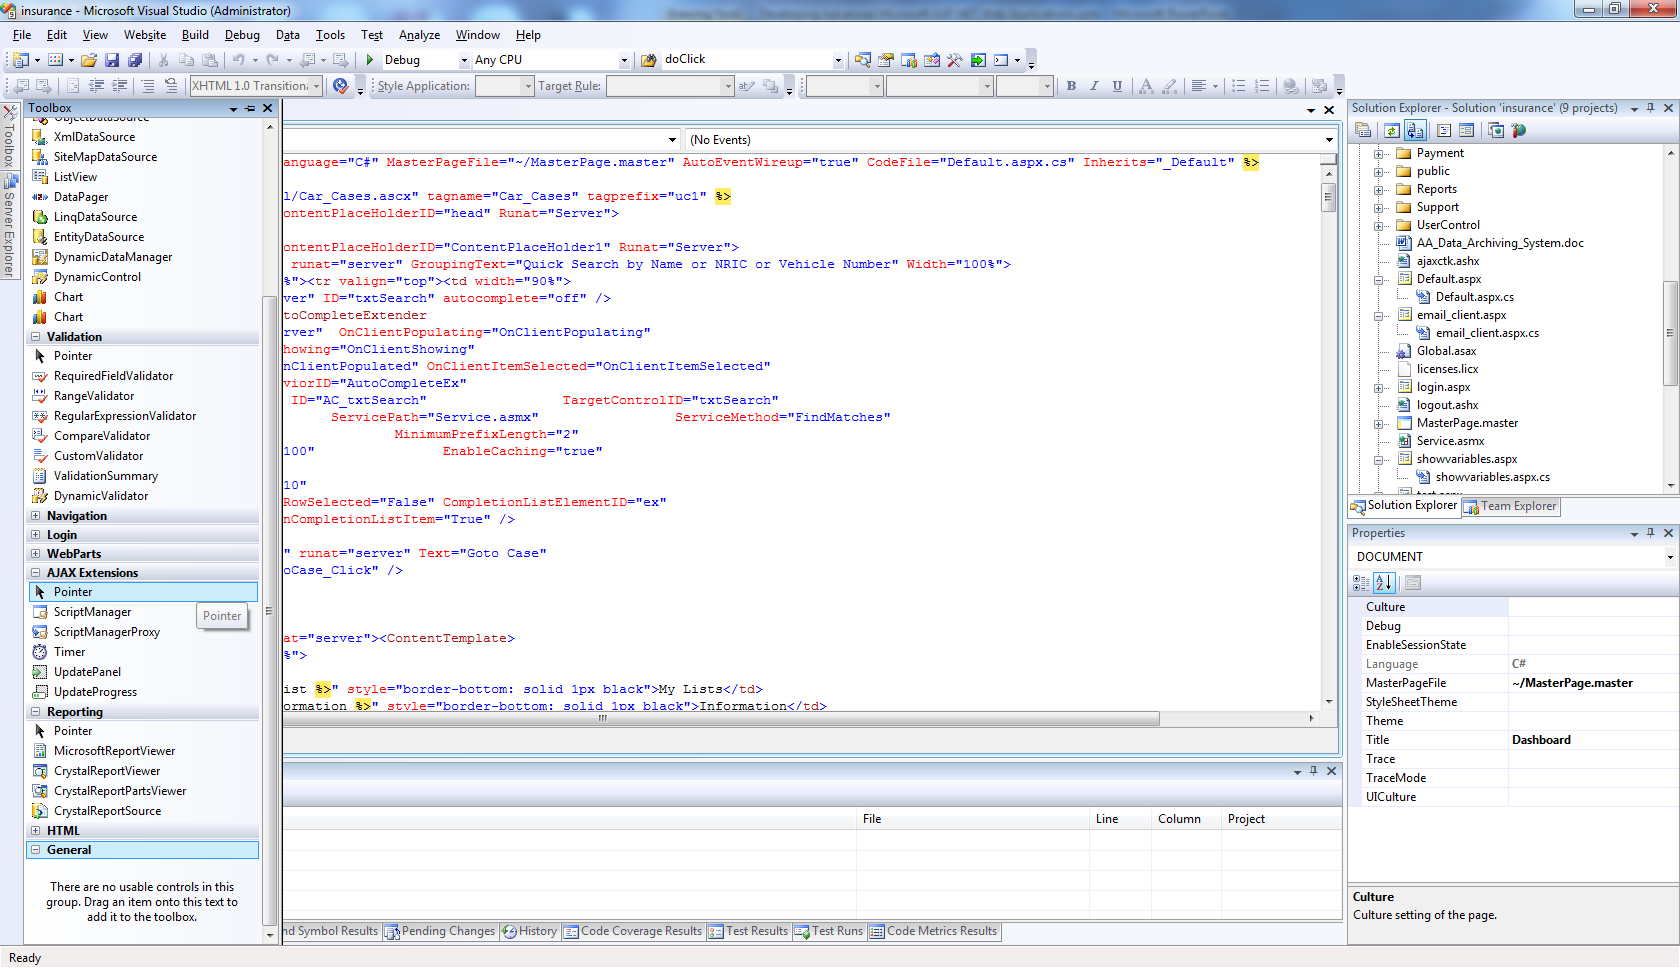 insurance - Microsoft Visual Studio (Administrator)
File Edit View Website Build Debug Data Tools Test Analyze Window Help
Debug Any CPU doClick
XHTML 1.0 Transition Style Application: Target Rule: B I U A
Toolbox
Server Explorer
Toolbox
ObjectDataSource
XmlDataSource
SiteMapDataSource
ListView
DataPager
LinqDataSource
EntityDataSource
DynamicDataManager
DynamicControl
Chart
Chart
Validation
Pointer
RequiredFieldValidator
RangeValidator
RegularExpressionValidator
CompareValidator
CustomValidator
ValidationSummary
DynamicValidator
Navigation
Login
WebParts
AJAX Extensions
Pointer
Pointer
ScriptManager
ScriptManagerProxy
Timer
UpdatePanel
UpdateProgress
Reporting
Pointer
MicrosoftReportViewer
CrystalReportViewer
CrystalReportPartsViewer
CrystalReportSource
HTML
General
There are no usable controls in this
group. Drag an item onto this text to
add it to the toolbox.
(No Events)
anguage="C#" MasterPageFile="~/MasterPage.master" AutoEventWireup="true" CodeFile="Default.aspx.cs" Inherits="_Default" %>
l/Car_Cases.ascx" tagname="Car_Cases" tagprefix="uc1" %>
ontentPlaceHolderID="head" Runat="Server">
ontentPlaceHolderID="ContentPlaceHolder1" Runat="Server">
runat="server" GroupingText="Quick Search by Name or NRIC or Vehicle Number" Width="100%">
%"><tr valign="top"><td width="90%">
ver" ID="txtSearch" autocomplete="off" />
toCompleteExtender
rver" OnClientPopulating="OnClientPopulating"
howing="OnClientShowing"
nClientPopulated" OnClientItemSelected="OnClientItemSelected"
viorID="AutoCompleteEx"
ID="AC_txtSearch" TargetControlID="txtSearch"
ServicePath="Service.asmx" ServiceMethod="FindMatches"
MinimumPrefixLength="2"
100" EnableCaching="true"
10"
RowSelected="False" CompletionListElementID="ex"
nCompletionListItem="True" />
" runat="server" Text="Goto Case"
oCase_Click" />
at="server"><ContentTemplate>
%">
ist %>" style="border-bottom: solid 1px black">My Lists</td>
ormation %>" style="border-bottom: solid 1px black">Information</td>
File Line Column Project
nd Symbol Results Pending Changes History Code Coverage Results Test Results Test Runs Code Metrics Results
Solution Explorer - Solution 'insurance' (9 projects)
Payment
public
Reports
Support
UserControl
AA_Data_Archiving_System.doc
ajaxctk.ashx
Default.aspx
Default.aspx.cs
email_client.aspx
email_client.aspx.cs
Global.asax
licenses.licx
login.aspx
logout.ashx
MasterPage.master
Service.asmx
showvariables.aspx
showvariables.aspx.cs
test.aspx
Solution Explorer Team Explorer
Properties
DOCUMENT
Culture
Debug
EnableSessionState
Language C#
MasterPageFile ~/MasterPage.master
StyleSheetTheme
Theme
Title Dashboard
Trace
TraceMode
UICulture
Culture
Culture setting of the page.
Ready